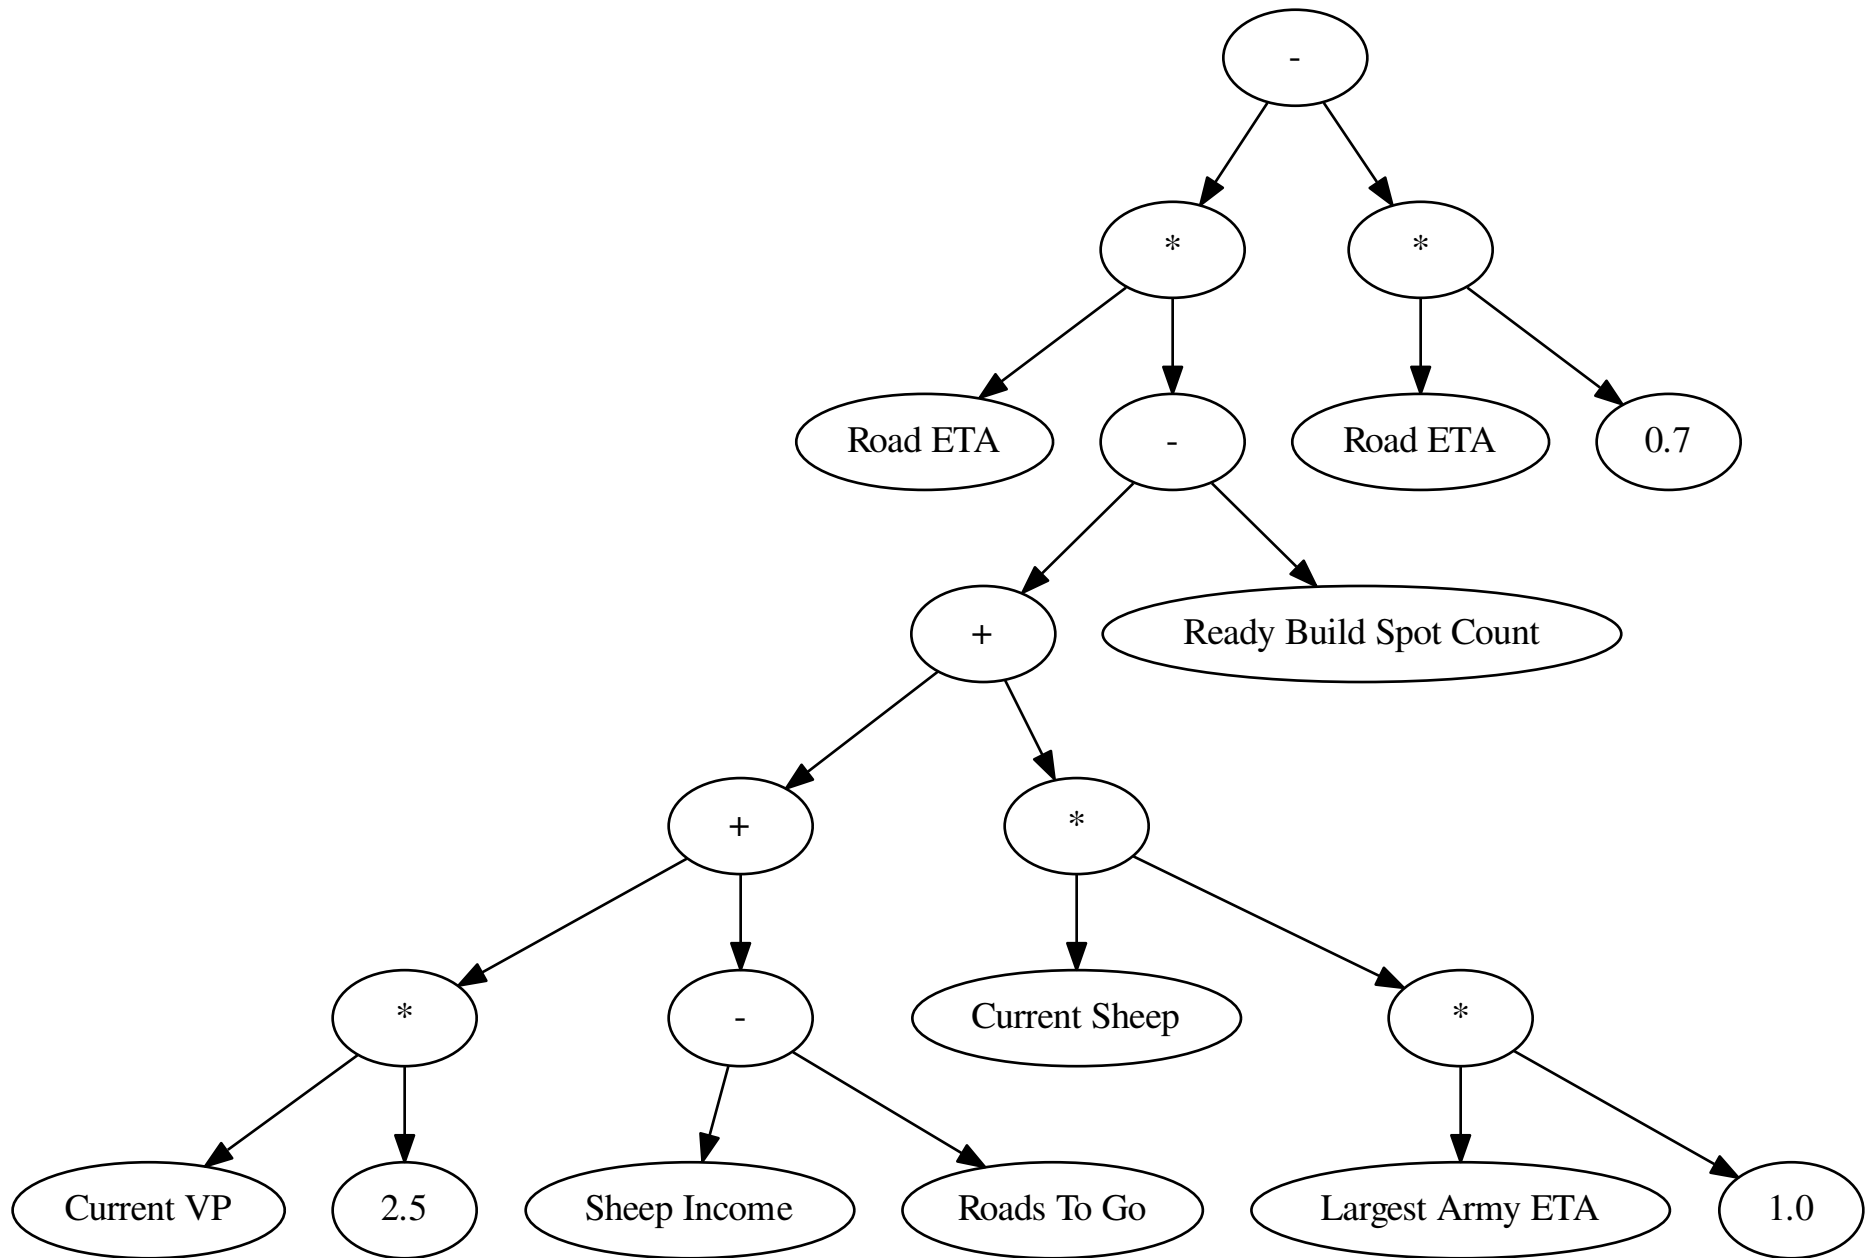 -
*
*
Road ETA
-
Road ETA
0.7
+
Ready Build Spot Count
+
*
*
-
Current Sheep
*
Current VP
2.5
Sheep Income
Roads To Go
Largest Army ETA
1.0